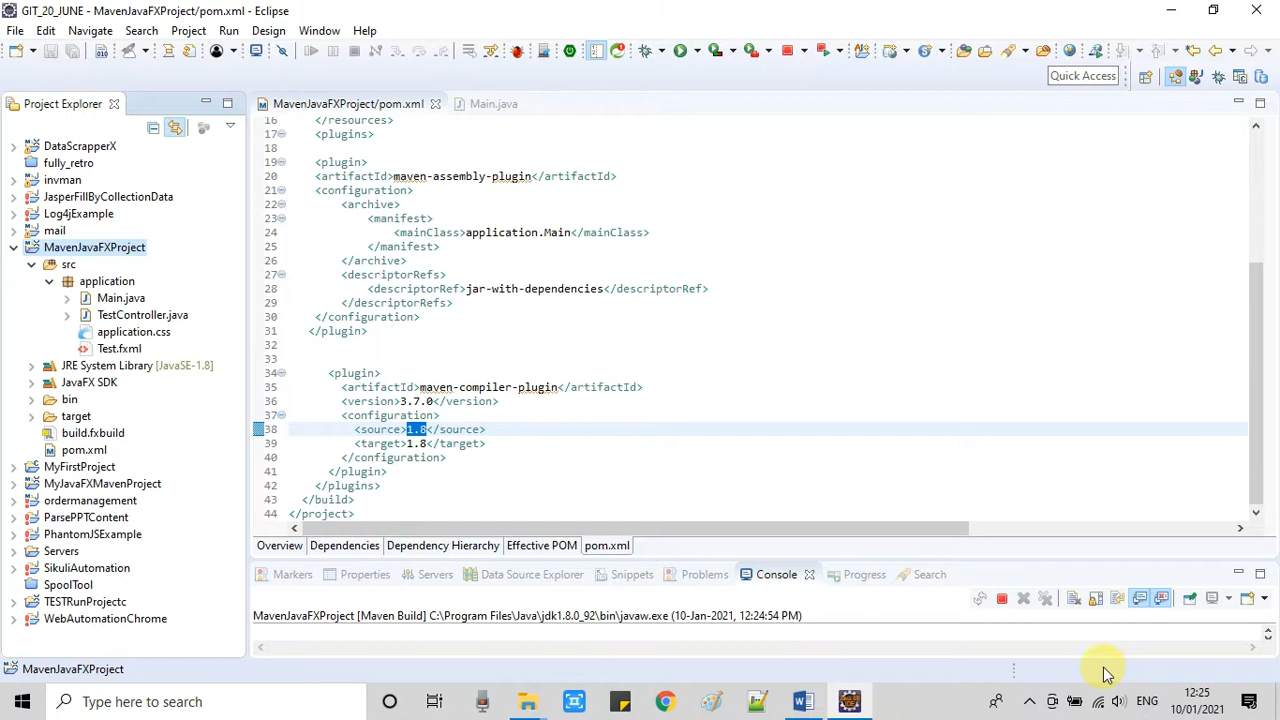 GIT_20_JUNE - MavenJavaFXProject/pom.xml - Eclipse
File Edit Navigate Search Project Run Design Window Help
Quick Access
Project Explorer
DataScrapperX
fully_retro
invman
JasperFillByCollectionData
Log4jExample
mail
MavenJavaFXProject
src
application
Main.java
TestController.java
application.css
Test.fxml
JRE System Library [JavaSE-1.8]
JavaFX SDK
bin
target
build.fxbuild
pom.xml
MyFirstProject
MyJavaFXMavenProject
ordermanagement
ParsePPTContent
PhantomJSExample
Servers
SikuliAutomation
SpoolTool
TESTRunProjectc
WebAutomationChrome
MavenJavaFXProject/pom.xml Main.java
16 </resources>
17 <plugins>
18
19 <plugin>
20 <artifactId>maven-assembly-plugin</artifactId>
21 <configuration>
22 <archive>
23 <manifest>
24 <mainClass>application.Main</mainClass>
25 </manifest>
26 </archive>
27 <descriptorRefs>
28 <descriptorRef>jar-with-dependencies</descriptorRef>
29 </descriptorRefs>
30 </configuration>
31 </plugin>
32
33
34 <plugin>
35 <artifactId>maven-compiler-plugin</artifactId>
36 <version>3.7.0</version>
37 <configuration>
38 <source>1.8</source>
39 <target>1.8</target>
40 </configuration>
41 </plugin>
42 </plugins>
43 </build>
44 </project>
Overview Dependencies Dependency Hierarchy Effective POM pom.xml
Markers Properties Servers Data Source Explorer Snippets Problems Console Progress Search
MavenJavaFXProject [Maven Build] C:\Program Files\Java\jdk1.8.0_92\bin\javaw.exe (10-Jan-2021, 12:24:54 PM)
MavenJavaFXProject
Type here to search
ENG
12:25
10/01/2021